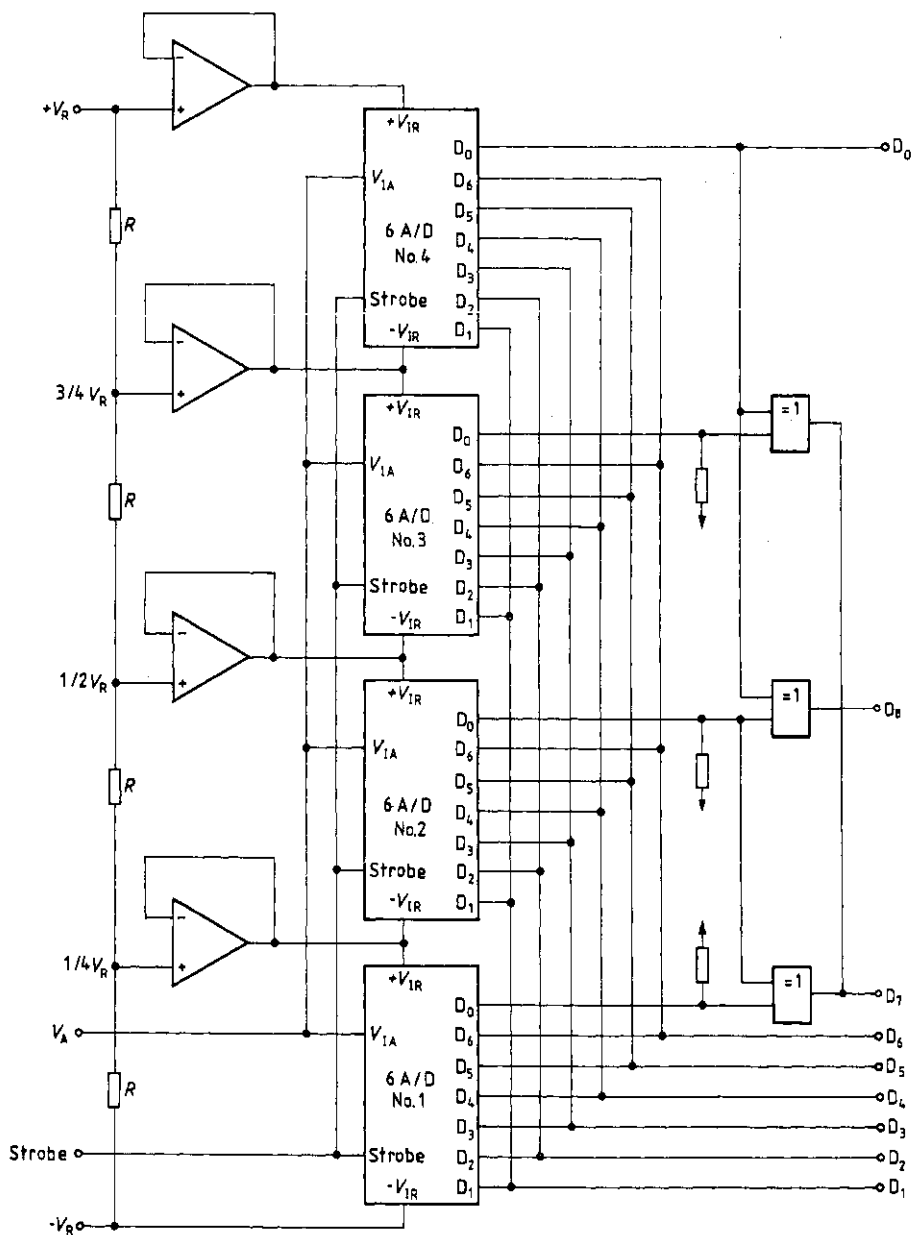 +V_R
R
3/4 V_R
R
1/2 V_R
R
1/4 V_R
V_A
R
Strobe
-V_R
-
+
-
+
-
+
-
+
+V_IR
V_IA
6 A/D
No.4
Strobe
-V_IR
D_0
D_6
D_5
D_4
D_3
D_2
D_1
+V_IR
V_IA
6 A/D
No.3
Strobe
-V_IR
D_0
D_6
D_5
D_4
D_3
D_2
D_1
+V_IR
V_IA
6 A/D
No.2
Strobe
-V_IR
D_0
D_6
D_5
D_4
D_3
D_2
D_1
+V_IR
V_IA
6 A/D
No.1
Strobe
-V_IR
D_0
D_6
D_5
D_4
D_3
D_2
D_1
=1
=1
=1
D_0
D_8
D_7
D_6
D_5
D_4
D_3
D_2
D_1